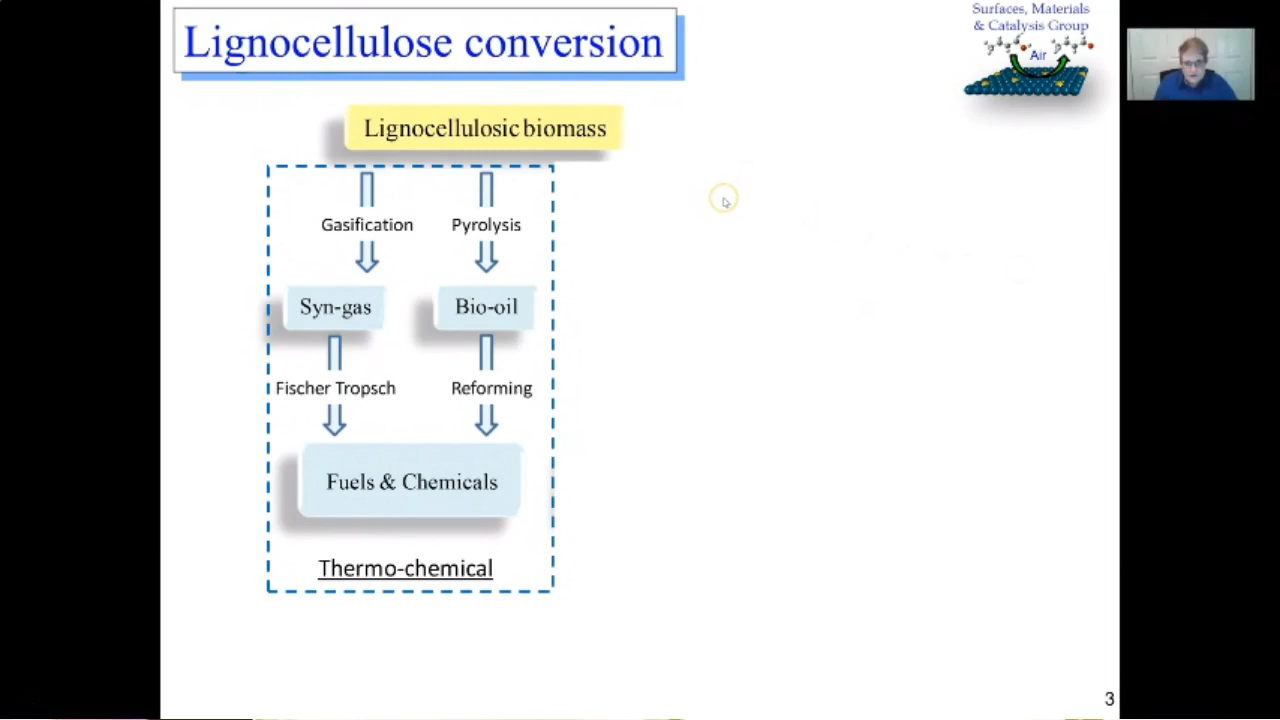 Lignocellulose conversion
Surfaces, Materials
& Catalysis Group
Air
Lignocellulosic biomass
Gasification
Pyrolysis
Syn-gas
Bio-oil
Fischer Tropsch
Reforming
Fuels & Chemicals
Thermo-chemical
3